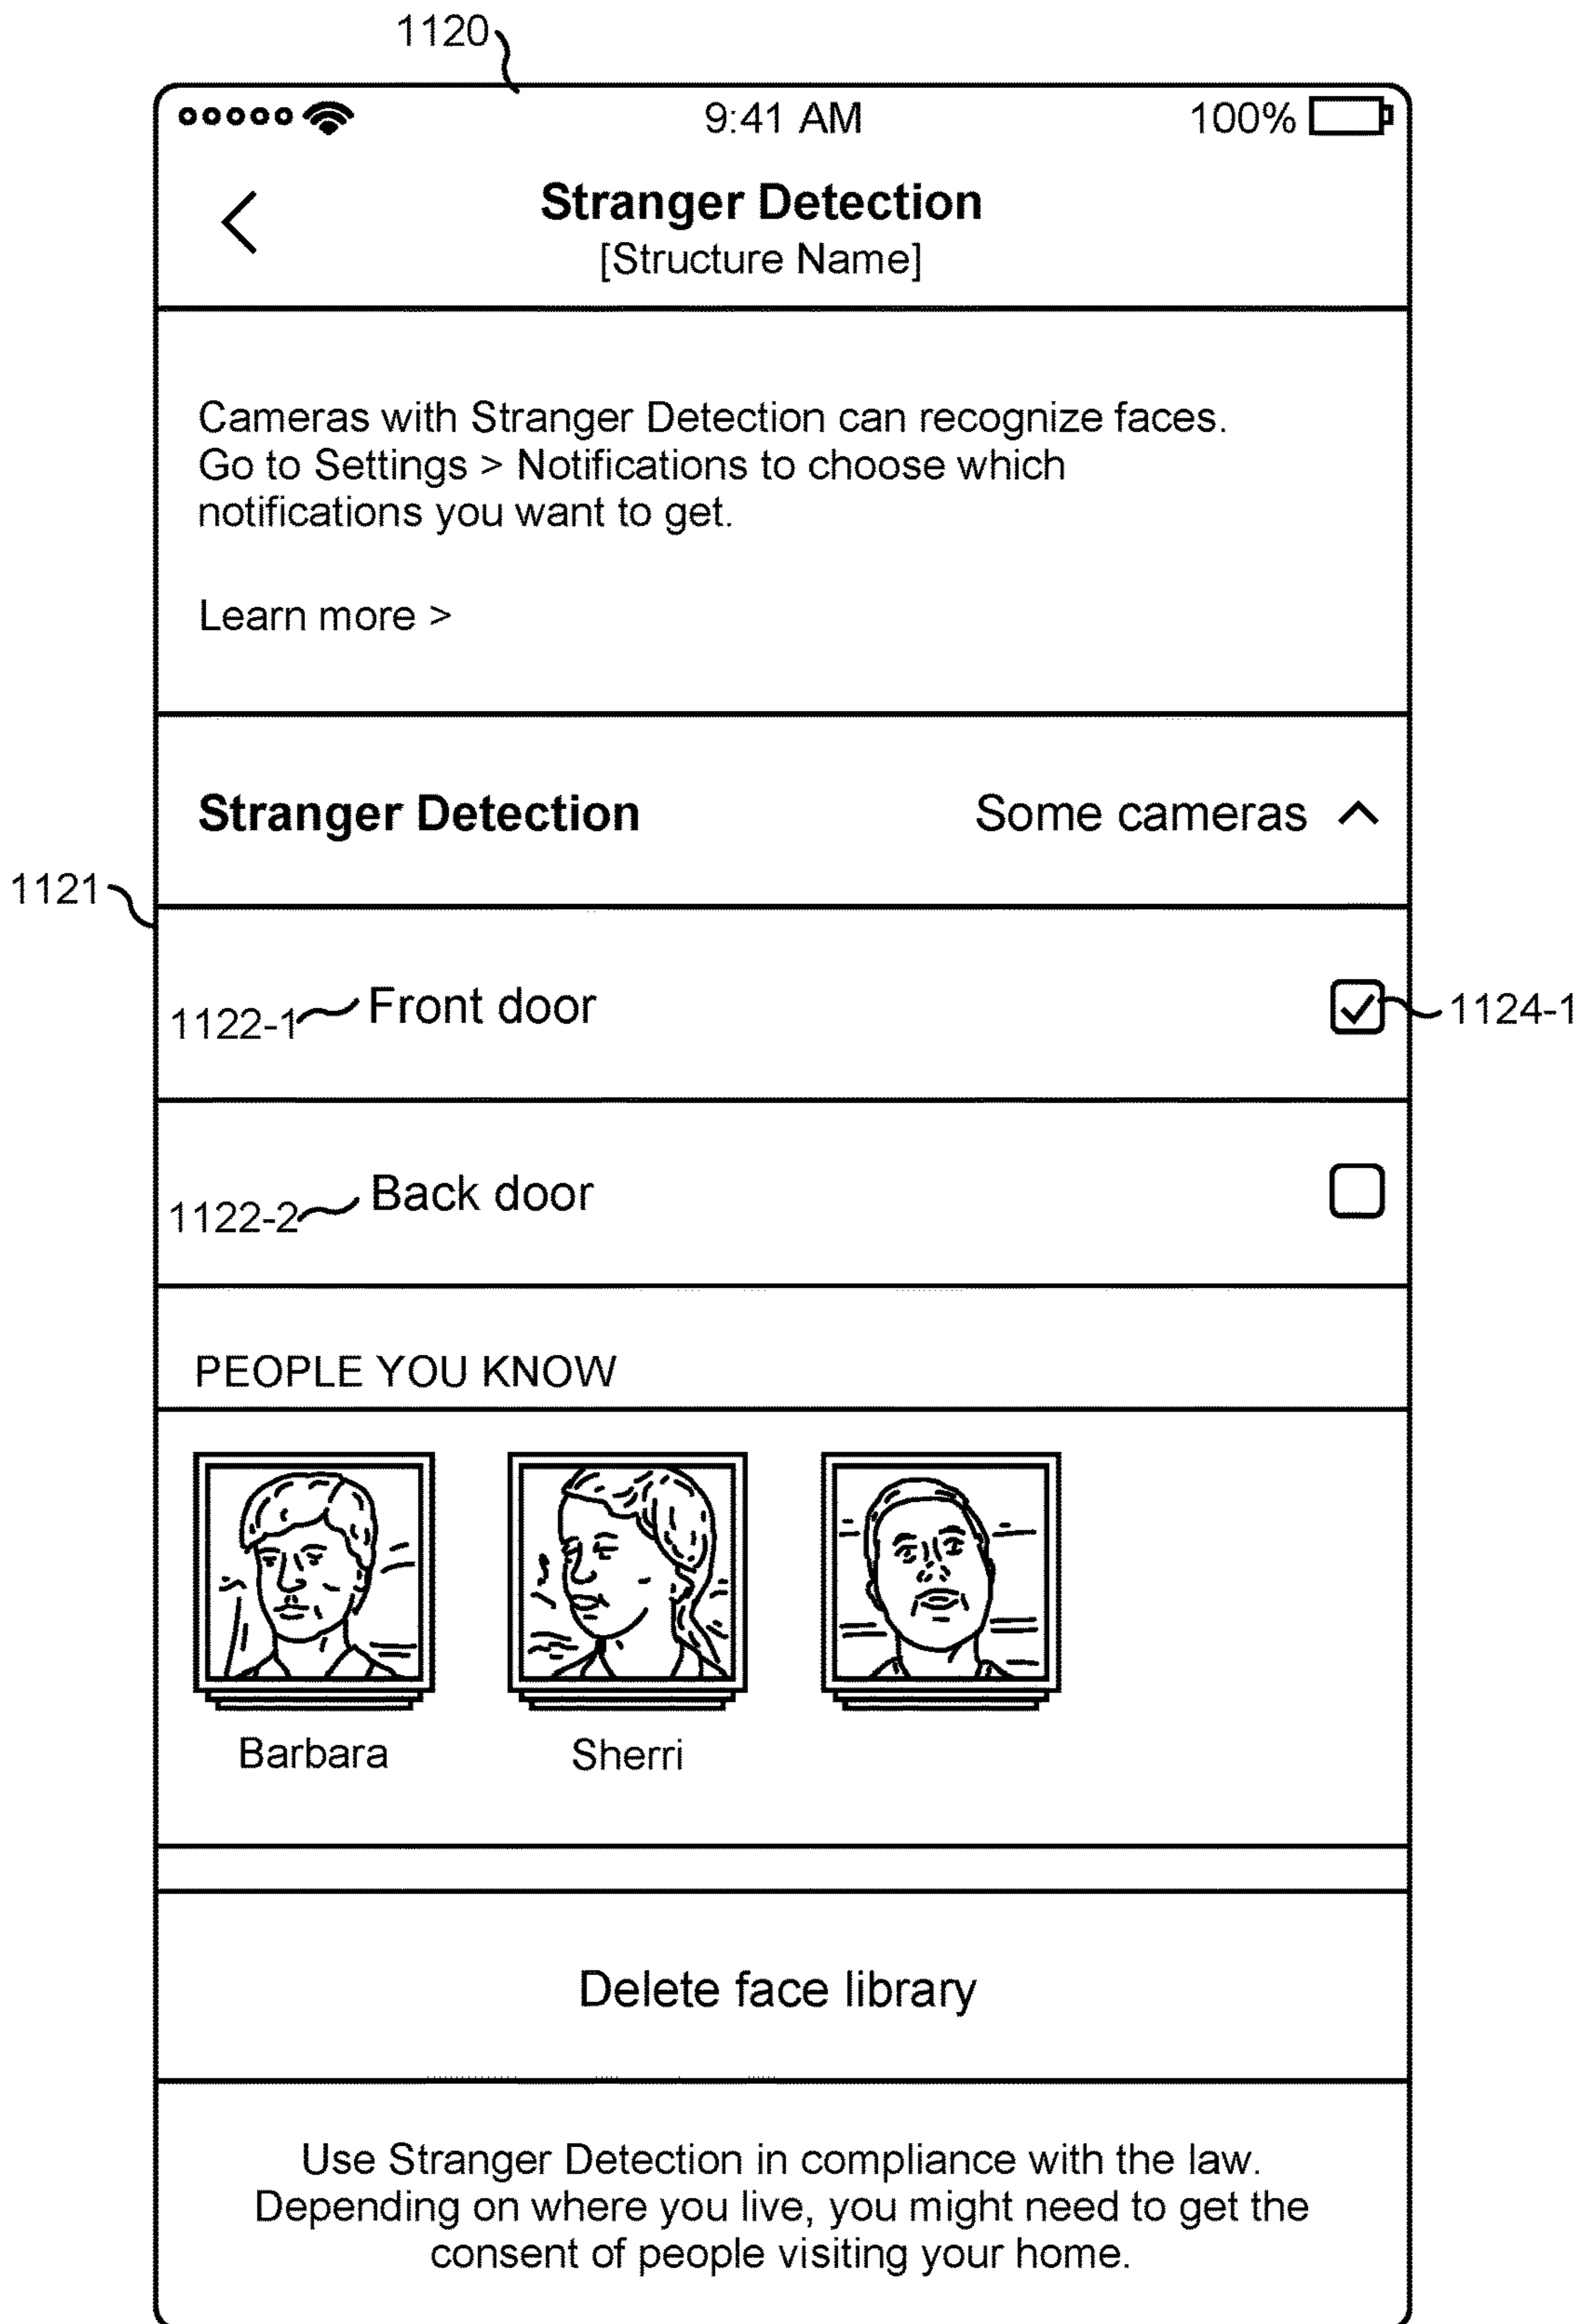 1120
9:41 AM 100%
Stranger Detection
[Structure Name]
Cameras with Stranger Detection can recognize faces.
Go to Settings > Notifications to choose which
notifications you want to get.
Learn more >
Stranger Detection Some cameras
1121
1122-1 Front door 1124-1
1122-2 Back door
PEOPLE YOU KNOW
Barbara Sherri
Delete face library
Use Stranger Detection in compliance with the law.
Depending on where you live, you might need to get the
consent of people visiting your home.